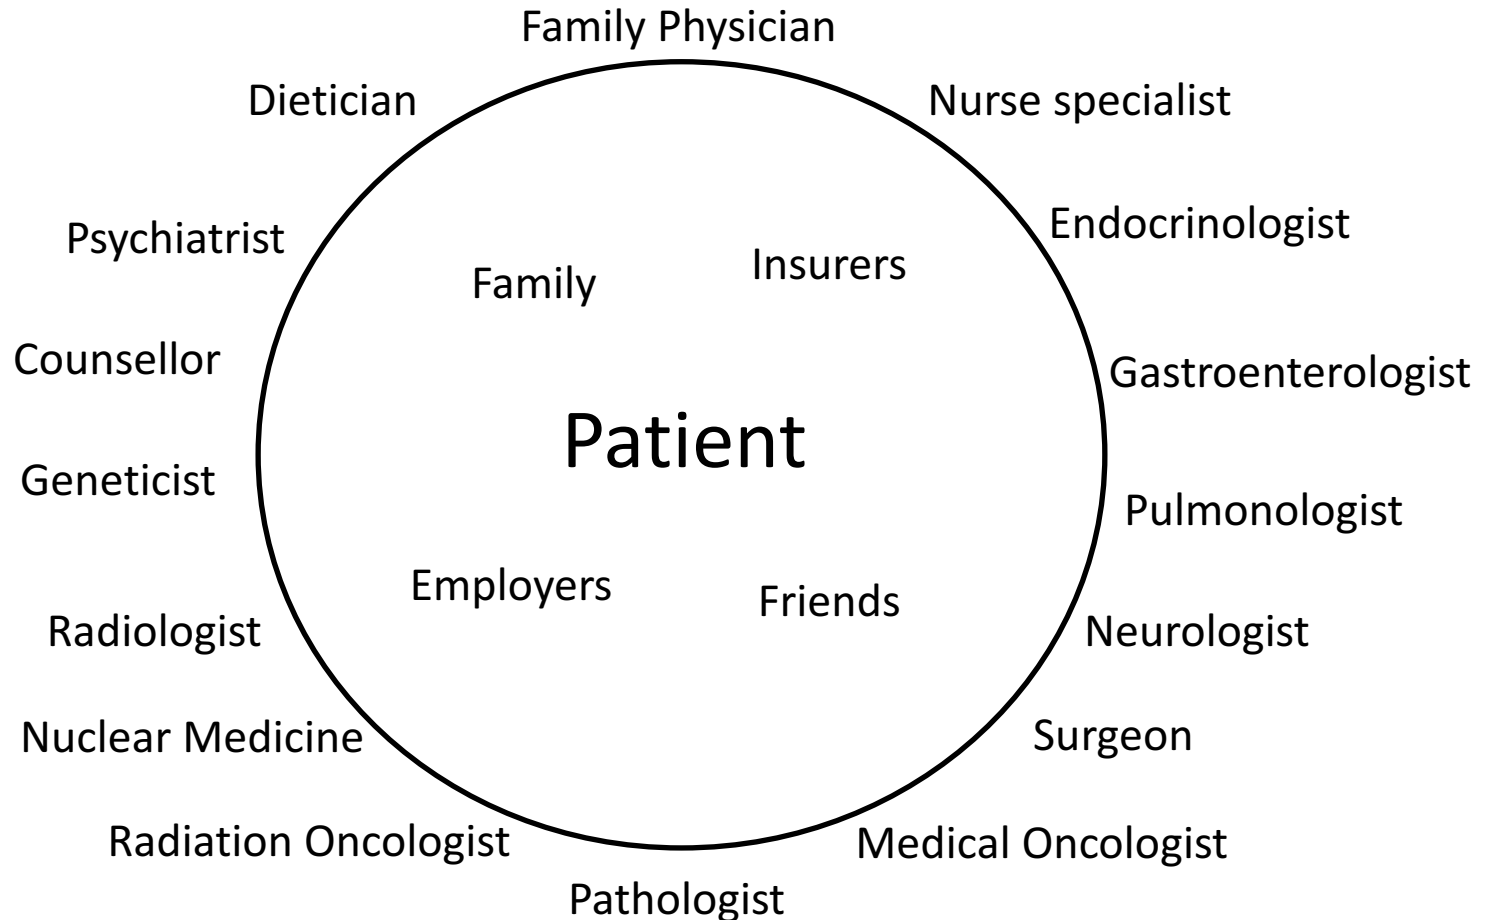 Family Physician
Dietician
Nurse specialist
Psychiatrist
Endocrinologist
Family
Insurers
Counsellor
Gastroenterologist
Patient
Geneticist
Pulmonologist
Employers
Friends
Radiologist
Neurologist
Nuclear Medicine
Surgeon
Radiation Oncologist
Medical Oncologist
Pathologist